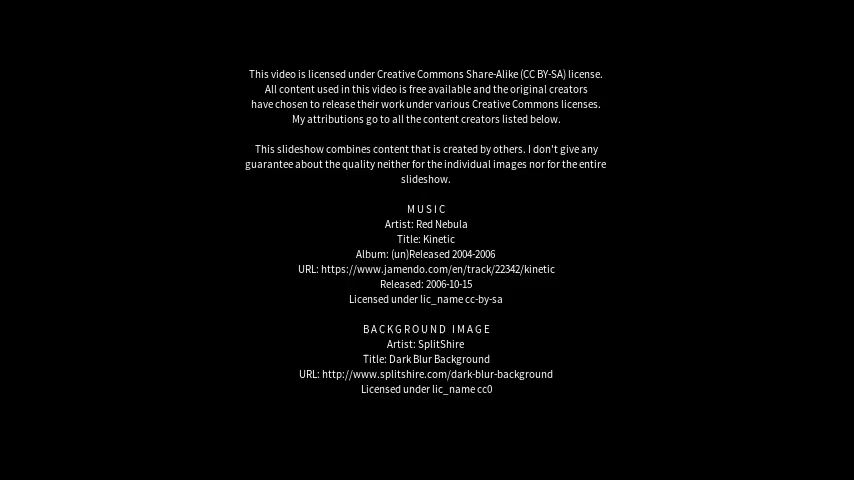 This video is licensed under Creative Commons Share-Alike (CC BY-SA) license.
All content used in this video is free available and the original creators
have chosen to release their work under various Creative Commons licenses.
My attributions go to all the content creators listed below.
This slideshow combines content that is created by others. I don't give any
guarantee about the quality neither for the individual images nor for the entire
slideshow.
MUSIC
Artist: Red Nebula
Title: Kinetic
Album: (un)Released 2004-2006
URL: https://www.jamendo.com/en/track/22342/kinetic
Released: 2006-10-15
Licensed under lic_name cc-by-sa
BACKGROUND IMAGE
Artist: SplitShire
Title: Dark Blur Background
URL: http://www.splitshire.com/dark-blur-background
Licensed under lic_name cc0